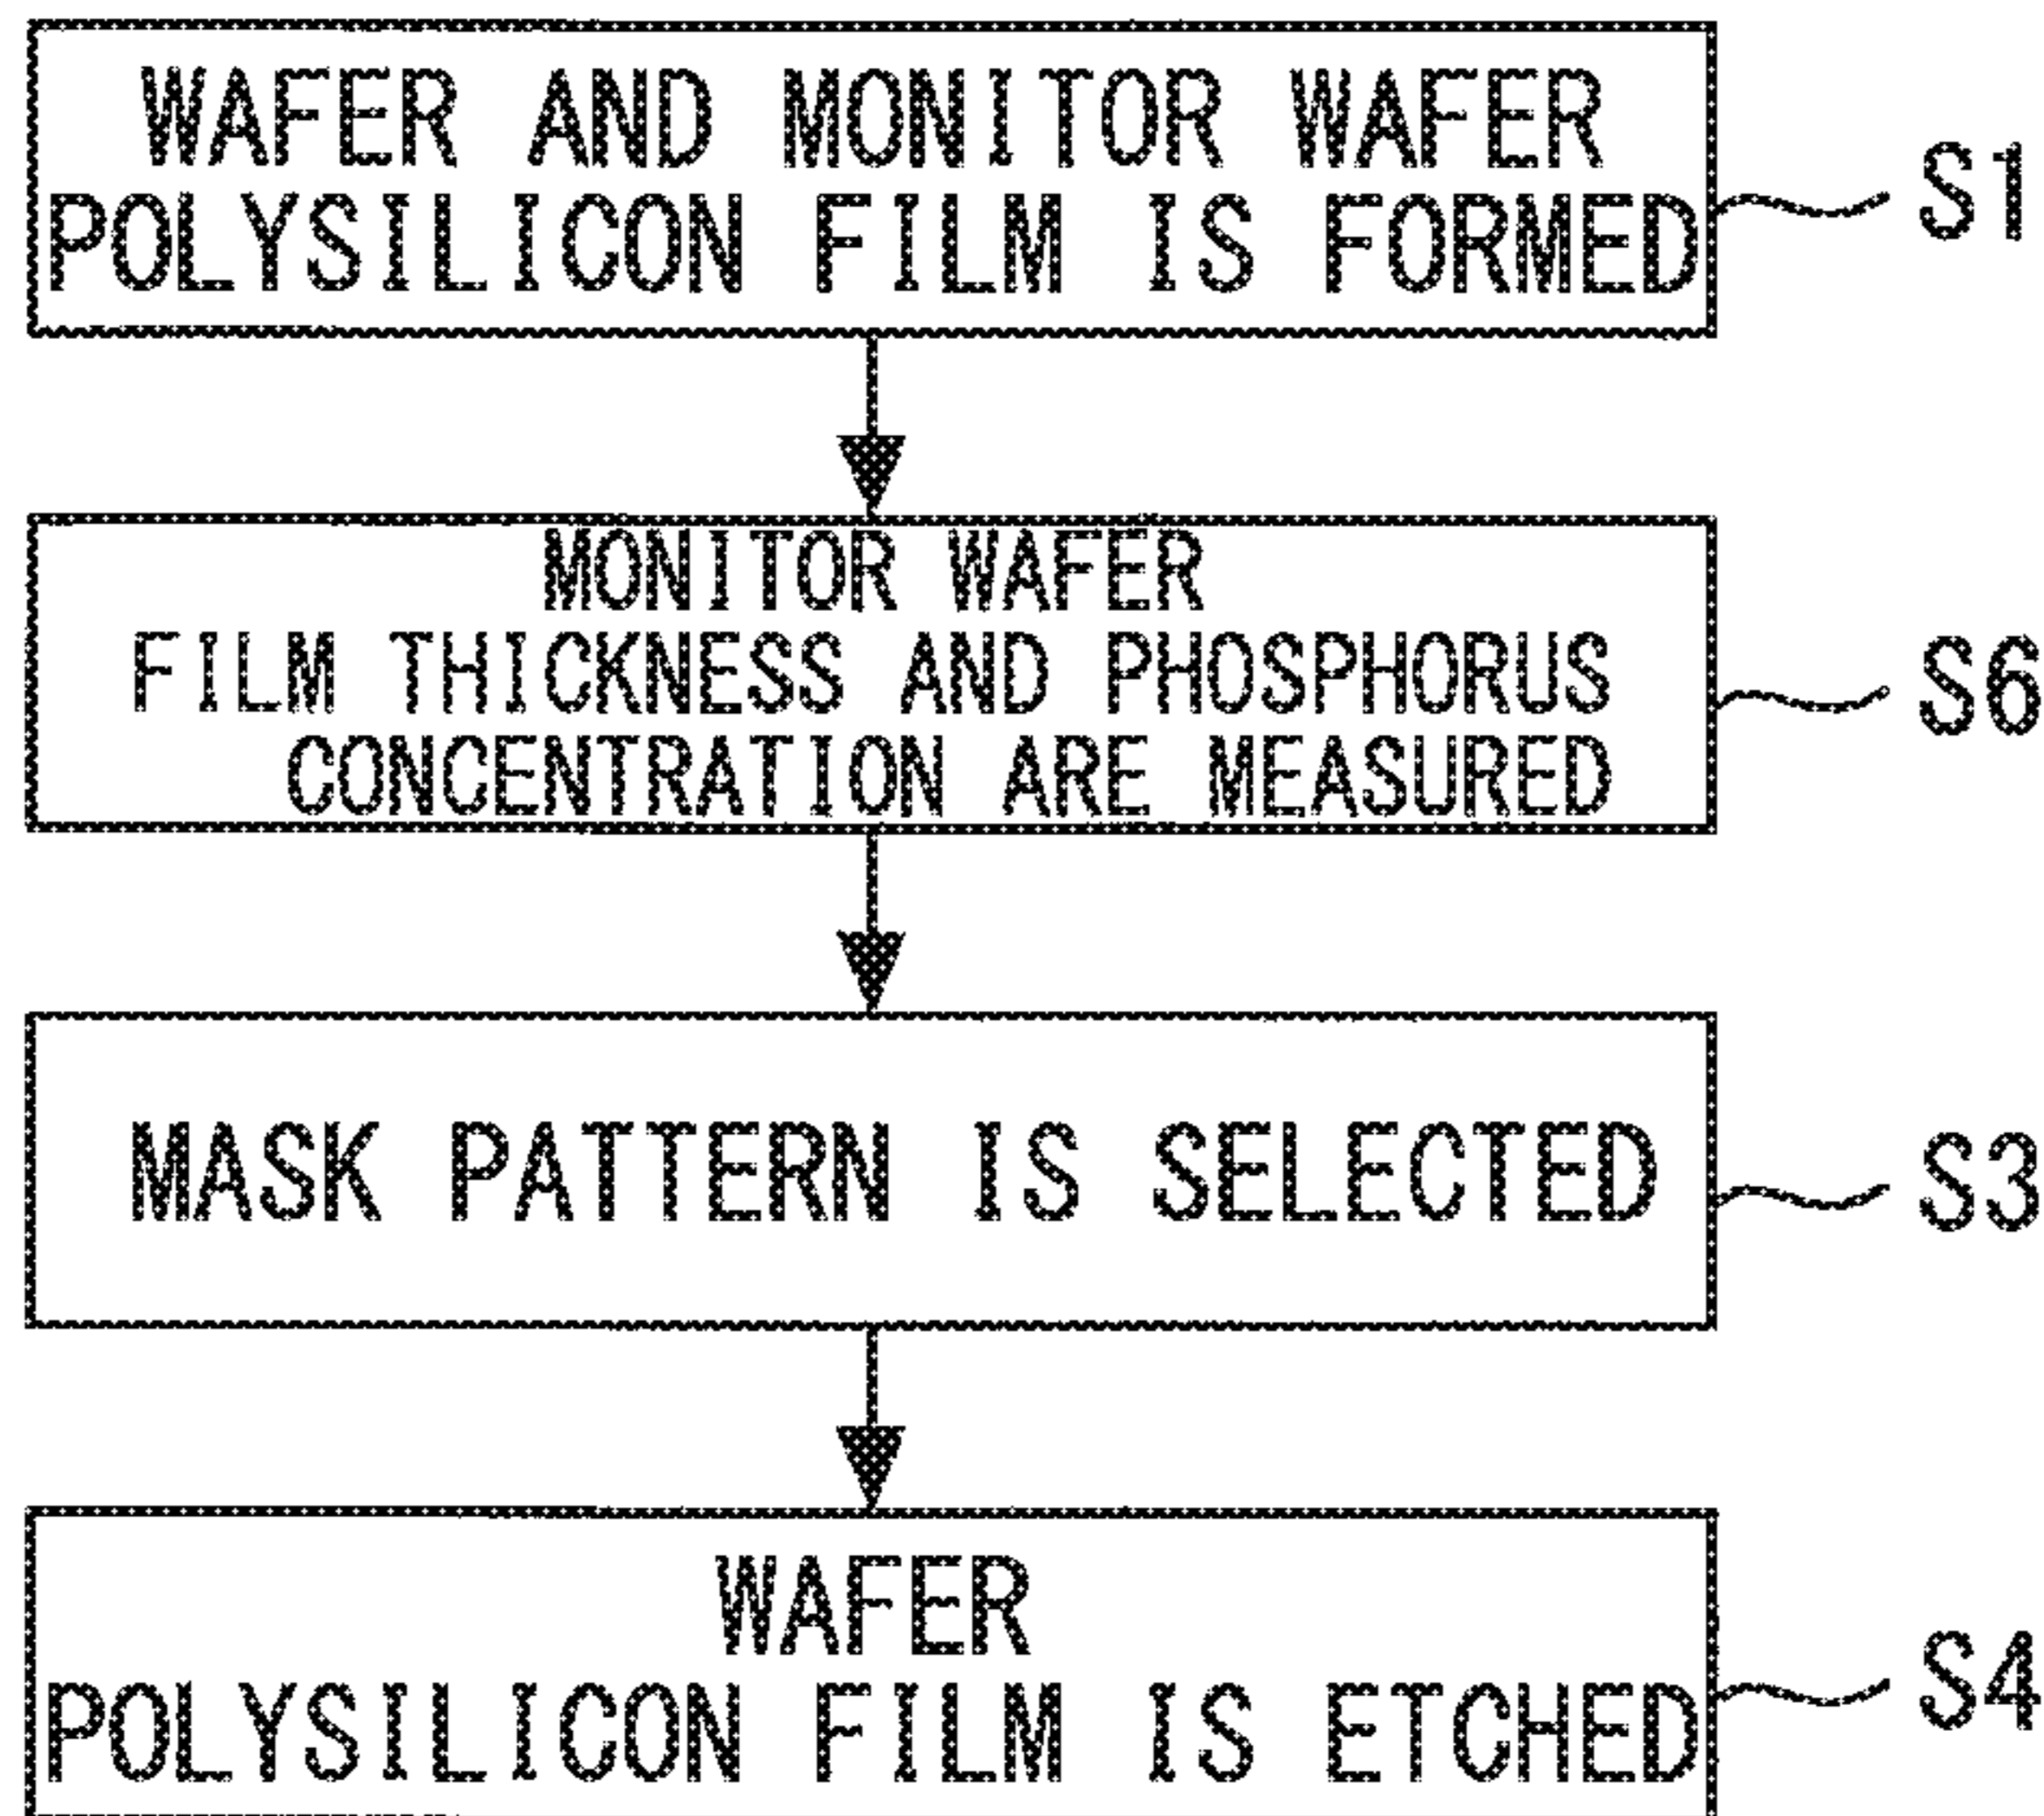 WAFER AND MONITOR WAFER
POLYSILICON FILM IS FORMED
S1
MONITOR WAFER
FILM THICKNESS AND PHOSPHORUS
CONCENTRATION ARE MEASURED
S6
MASK PATTERN IS SELECTED
S3
WAFER
POLYSILICON FILM IS ETCHED
S4